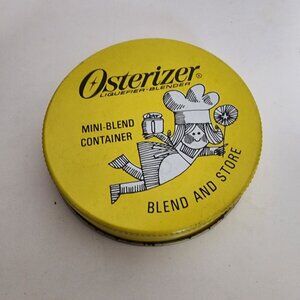 Osterizer®
LIQUEFIER-BLENDER
MINI-BLEND
CONTAINER
BLEND AND STORE